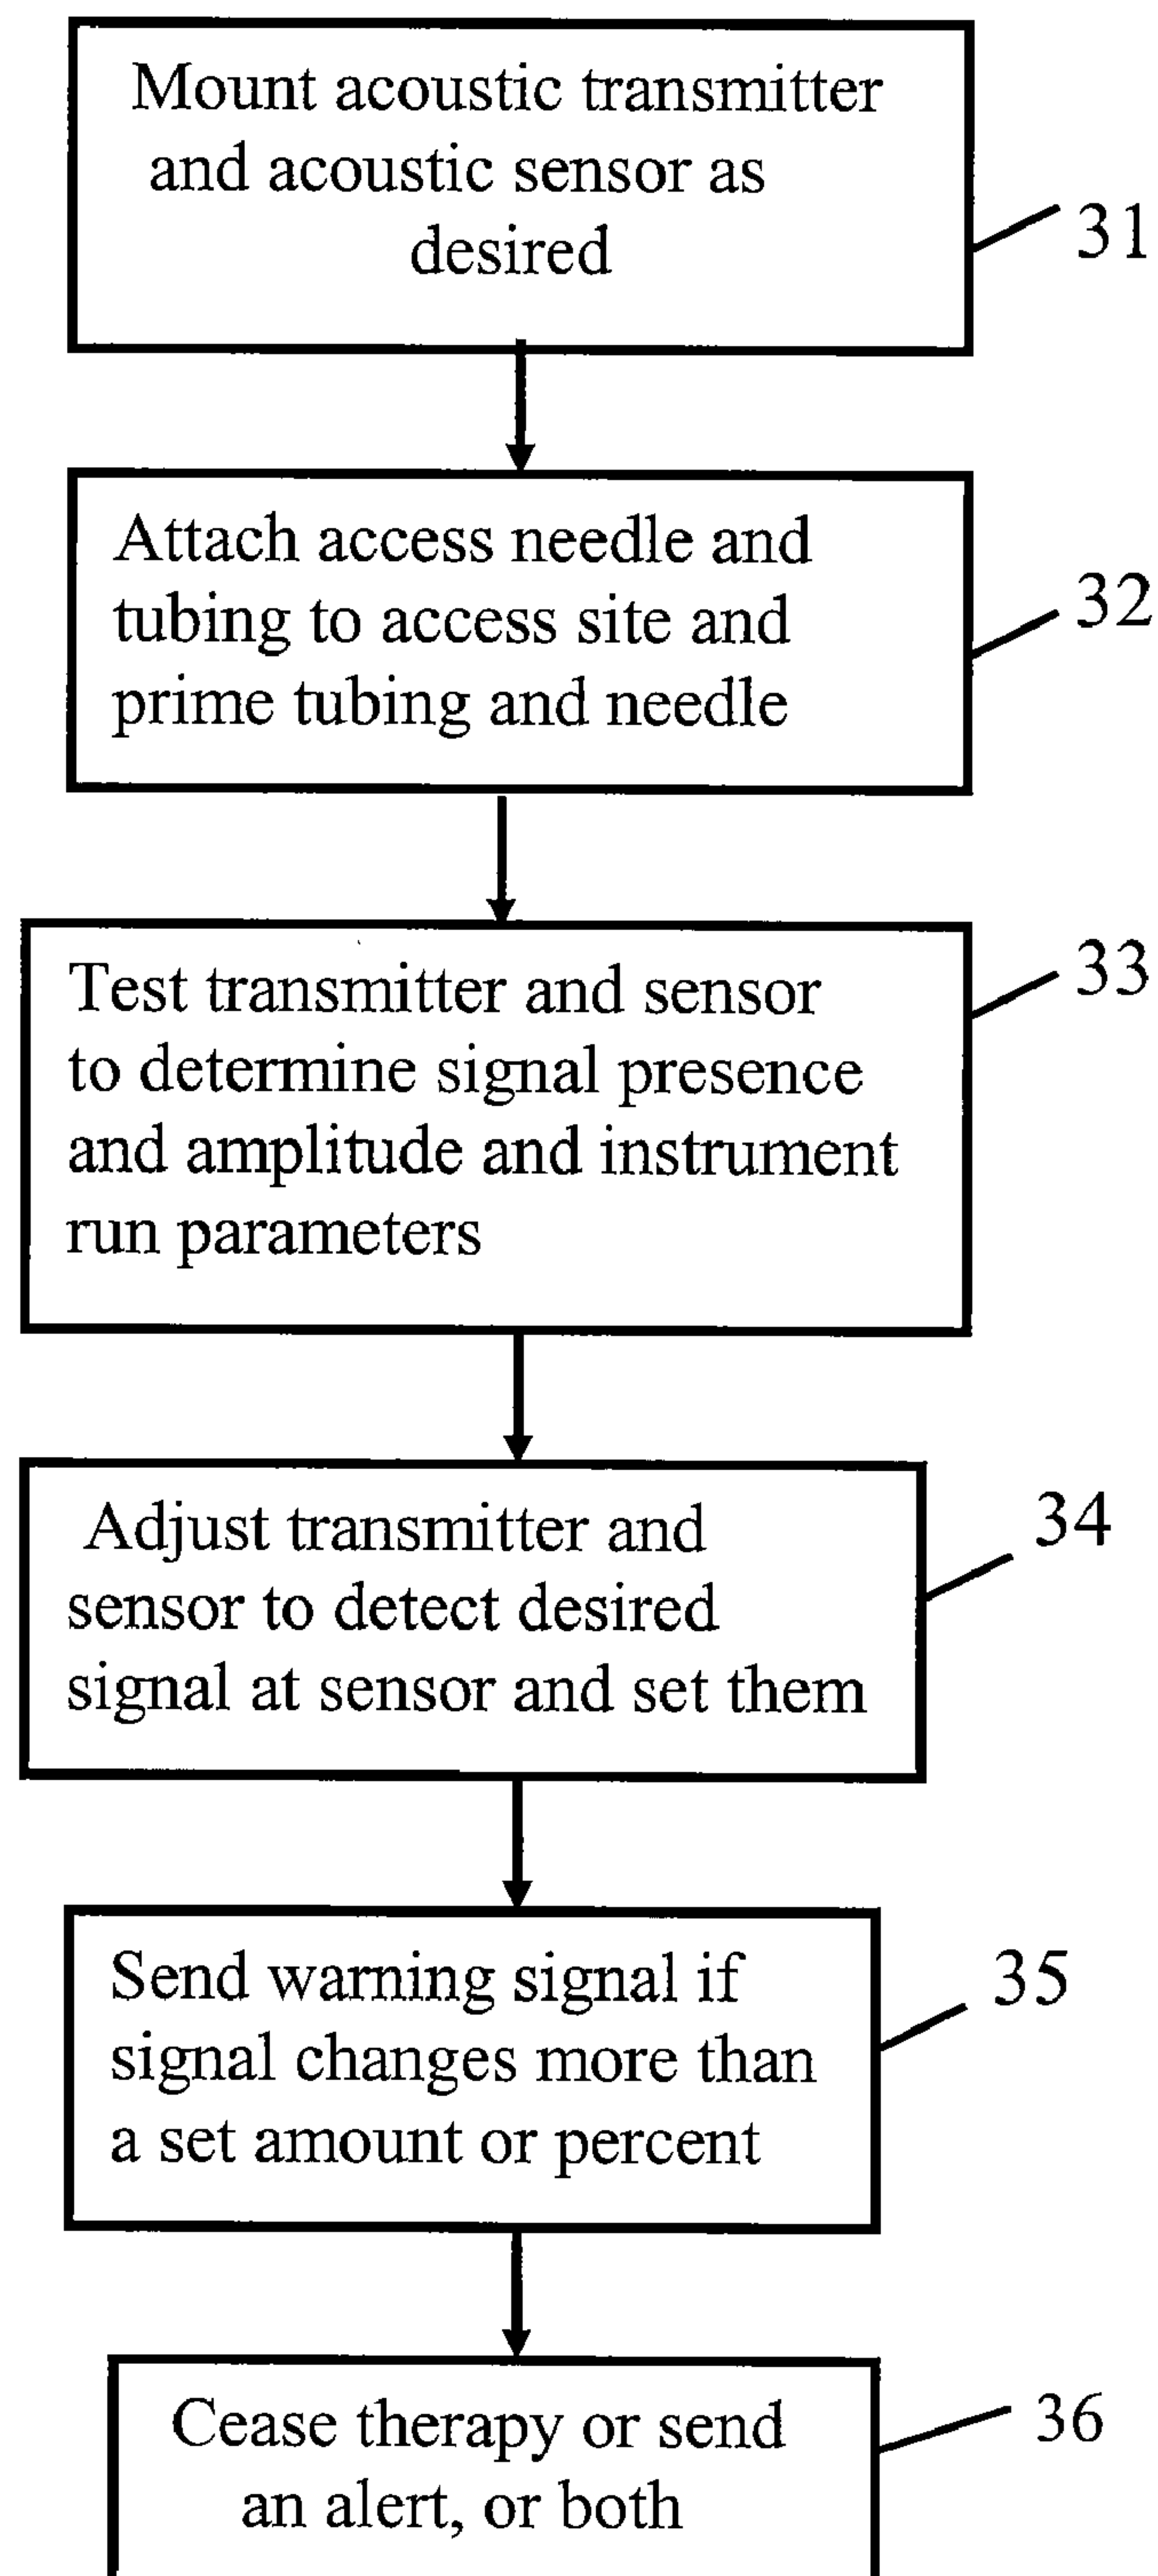 Mount acoustic transmitter
and acoustic sensor as
desired
31
Attach access needle and
tubing to access site and
prime tubing and needle
32
Test transmitter and sensor
to determine signal presence
and amplitude and instrument
run parameters
33
Adjust transmitter and
sensor to detect desired
signal at sensor and set them
34
Send warning signal if
signal changes more than
a set amount or percent
35
Cease therapy or send
an alert, or both
36